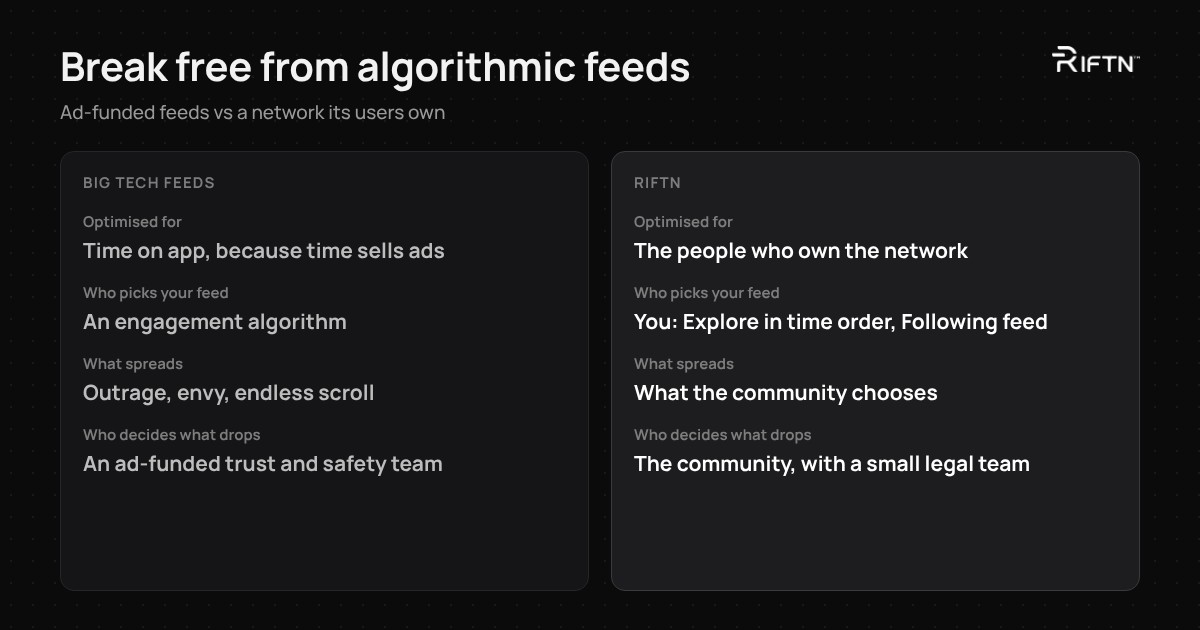 Break free from algorithmic feeds
RIFTN™
Ad-funded feeds vs a network its users own
BIG TECH FEEDS
Optimised for
Time on app, because time sells ads
Who picks your feed
An engagement algorithm
What spreads
Outrage, envy, endless scroll
Who decides what drops
An ad-funded trust and safety team
RIFTN
Optimised for
The people who own the network
Who picks your feed
You: Explore in time order, Following feed
What spreads
What the community chooses
Who decides what drops
The community, with a small legal team